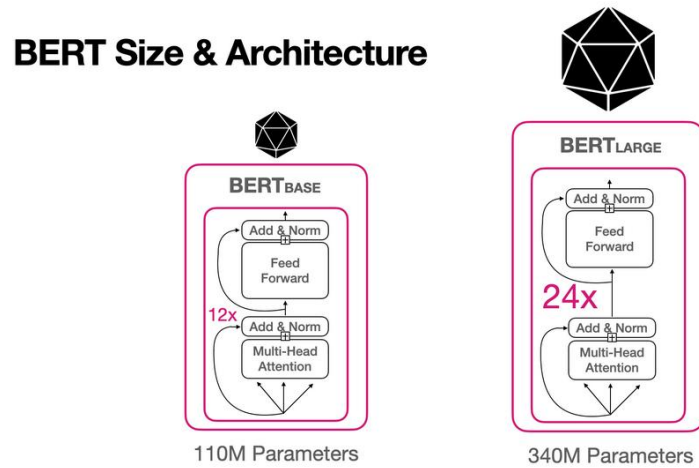 BERT Size & Architecture
BERTBASE
Add & Norm
Feed
Forward
12x
Add & Norm
Multi-Head
Attention
110M Parameters
BERTLARGE
Add & Norm
Feed
Forward
24x
Add & Norm
Multi-Head
Attention
340M Parameters